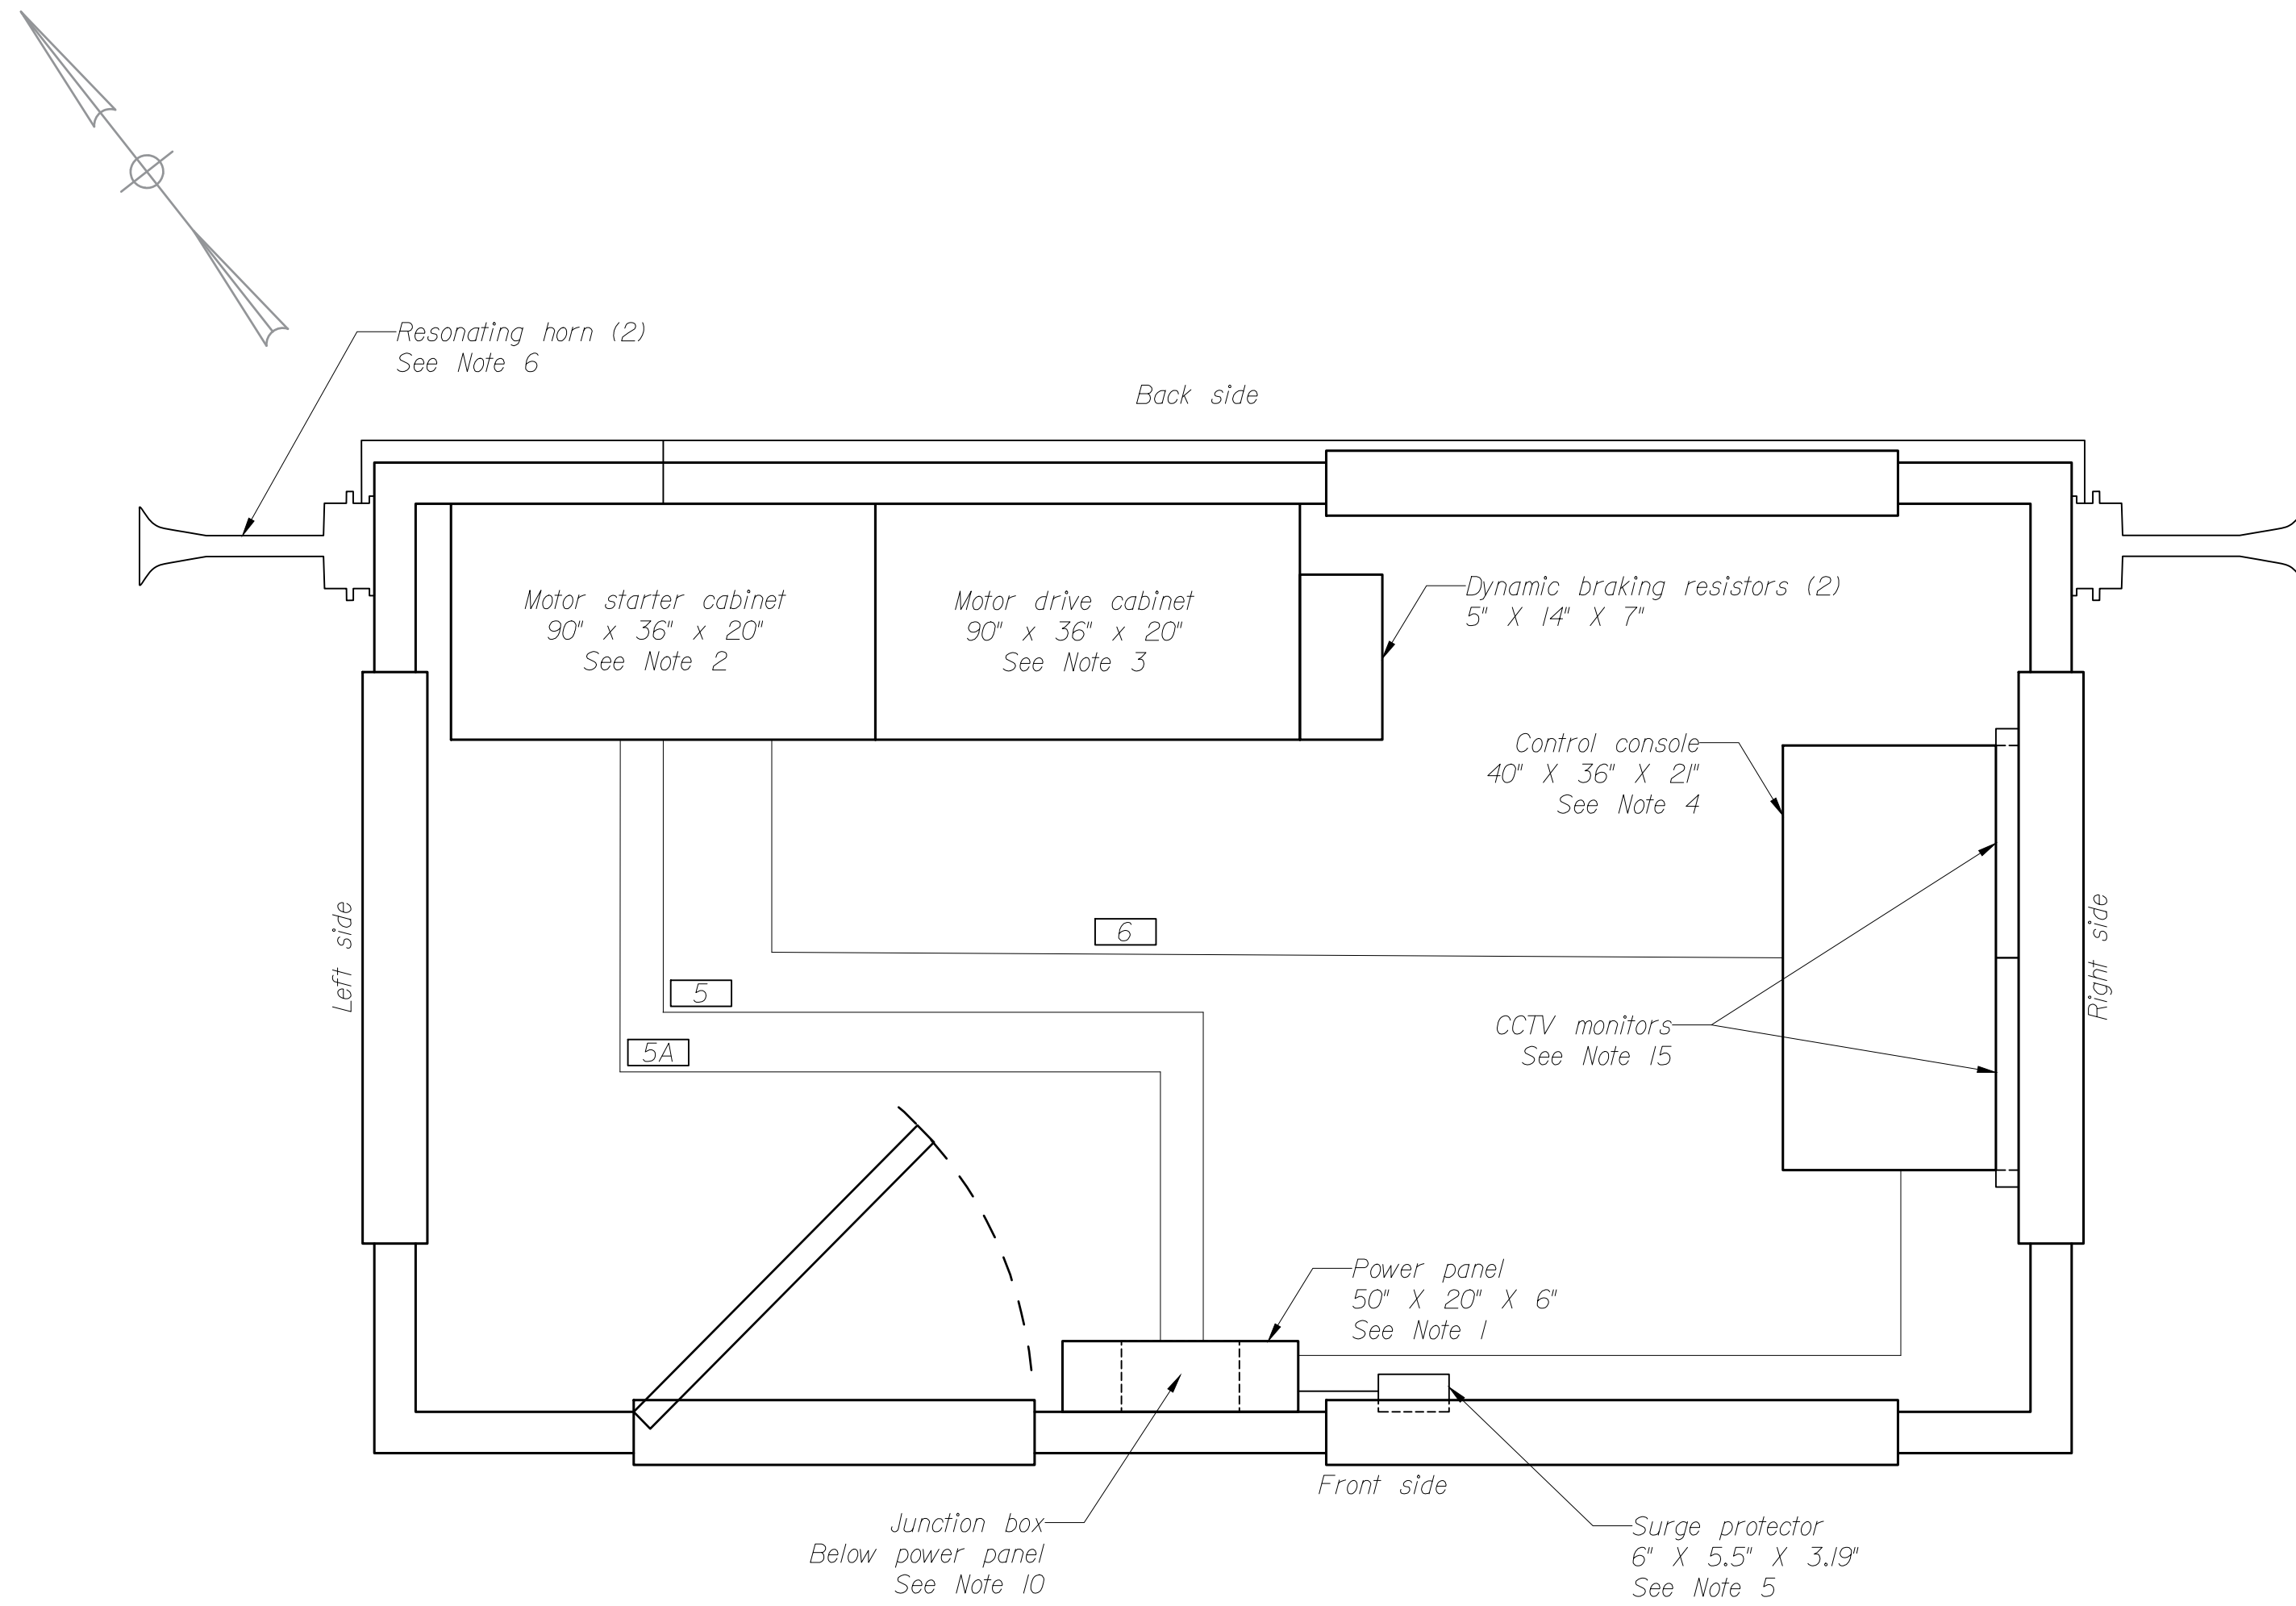 Resonating horn (2)
See Note 6
Back side
Motor starter cabinet
90" x 36" x 20"
See Note 2
Motor drive cabinet
90" x 36" x 20"
See Note 3
Dynamic braking resistors (2)
5" X 14" X 7"
Control console
40" X 36" X 21"
See Note 4
Left side
Right side
6
5
5A
CCTV monitors
See Note 15
Power panel
50" X 20" X 6"
See Note 1
Front side
Junction box
Below power panel
See Note 10
Surge protector
6" X 5.5" X 3.19"
See Note 5